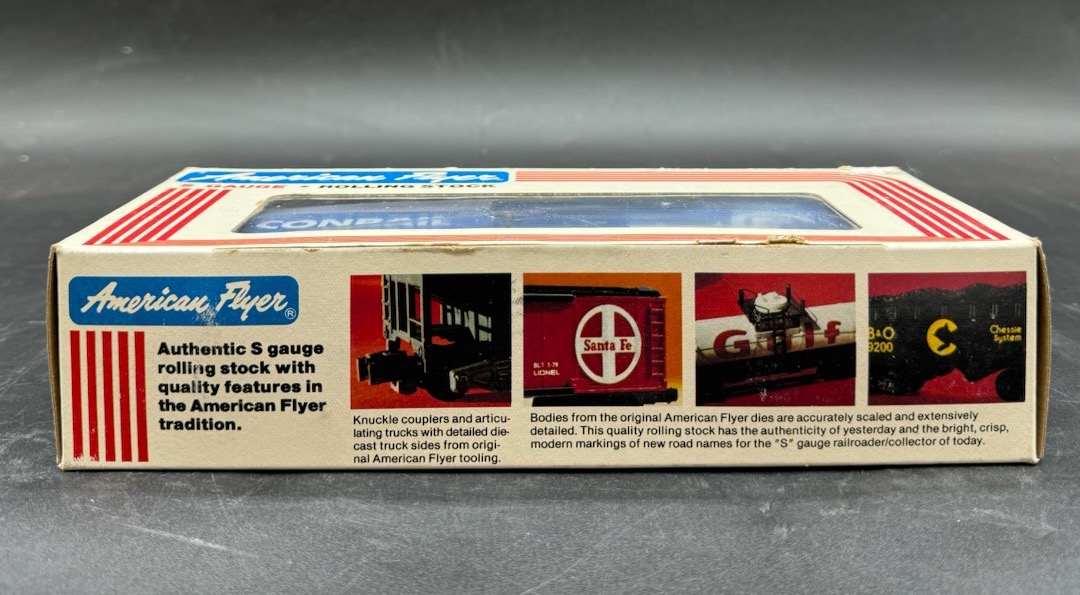 American Flyer
S GAUGE • ROLLING STOCK
CONRAIL
American Flyer®
Authentic S gauge
rolling stock with
quality features in
the American Flyer
tradition.
Santa Fe
BLT 1-79
LIONEL
Gulf
B&O
9200
C
Chessie
System
Knuckle couplers and articu-
lating trucks with detailed die-
cast truck sides from origi-
nal American Flyer tooling.
Bodies from the original American Flyer dies are accurately scaled and extensively
detailed. This quality rolling stock has the authenticity of yesterday and the bright, crisp,
modern markings of new road names for the "S" gauge railroader/collector of today.